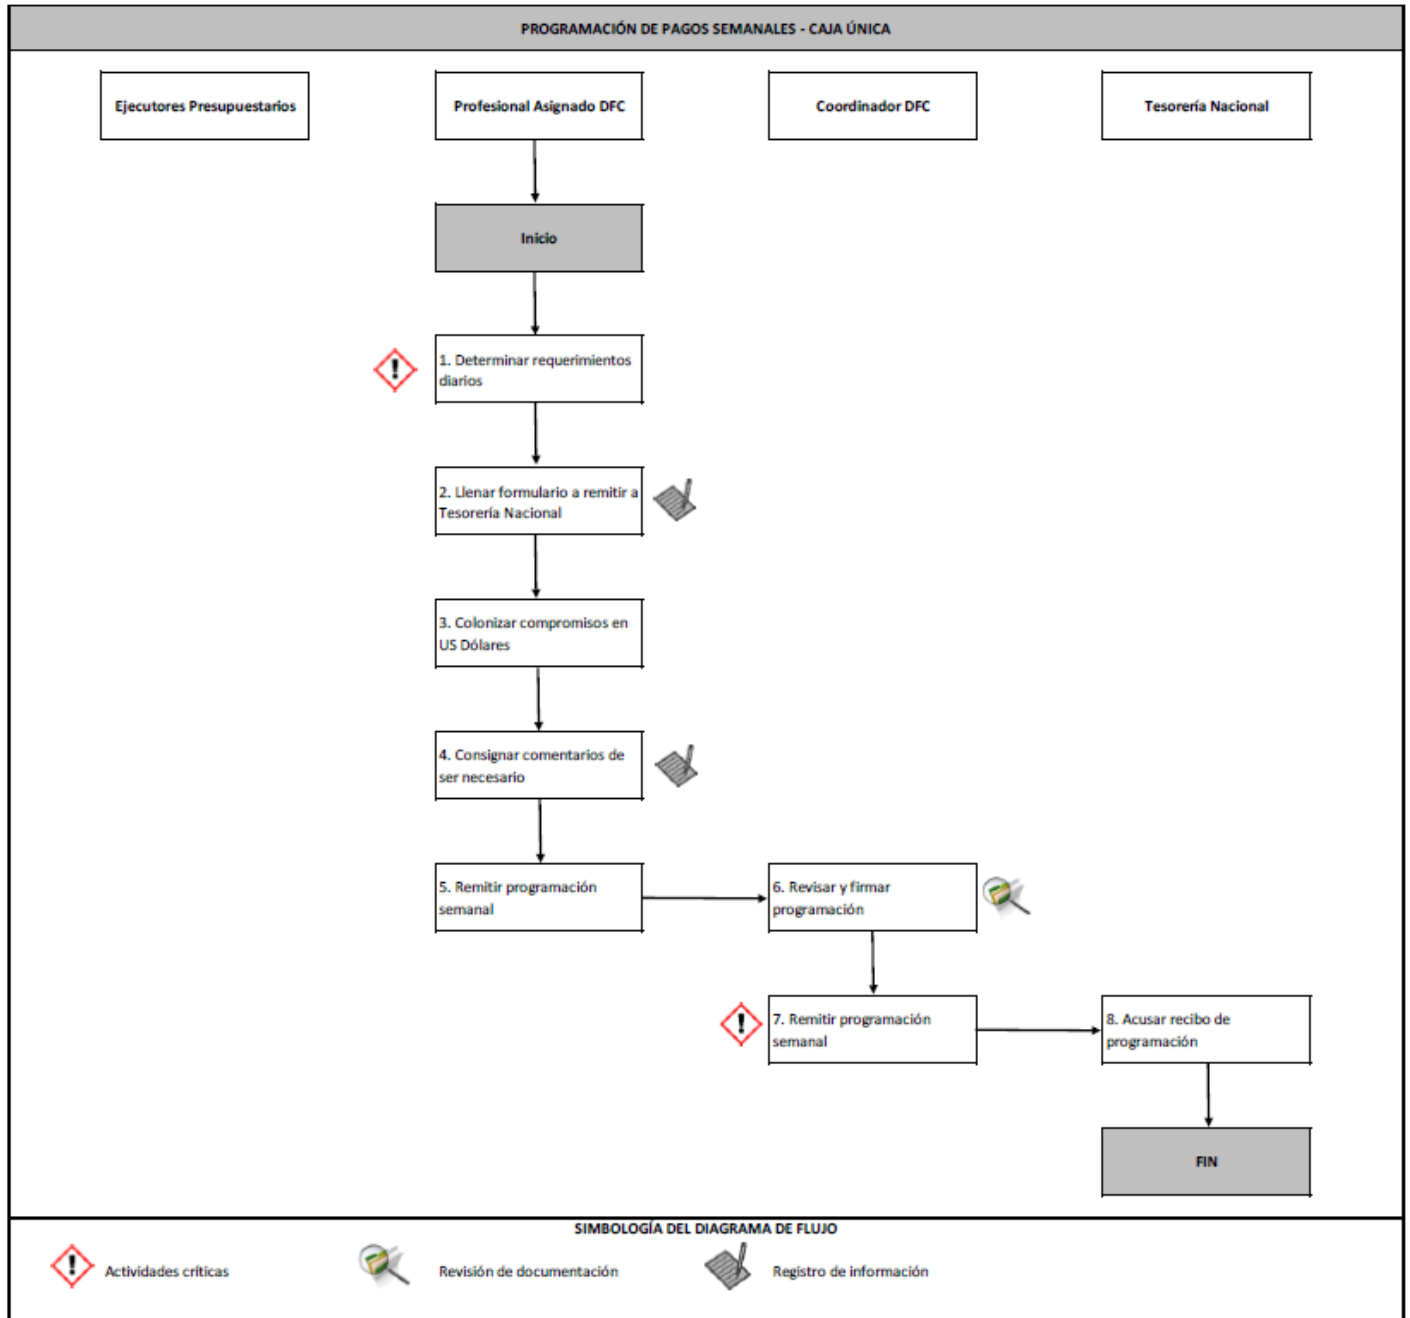 PROGRAMACIÓN DE PAGOS SEMANALES - CAJA ÚNICA
Ejecutores Presupuestarios
Profesional Asignado DFC
Coordinador DFC
Tesorería Nacional
Inicio
1. Determinar requerimientos
diarios
2. Llenar formulario a remitir a
Tesorería Nacional
3. Colonizar compromisos en
US Dólares
4. Consignar comentarios de
ser necesario
5. Remitir programación
semanal
6. Revisar y firmar
programación
7. Remitir programación
semanal
8. Acusar recibo de
programación
FIN
SIMBOLOGÍA DEL DIAGRAMA DE FLUJO
Actividades críticas
Revisión de documentación
Registro de información